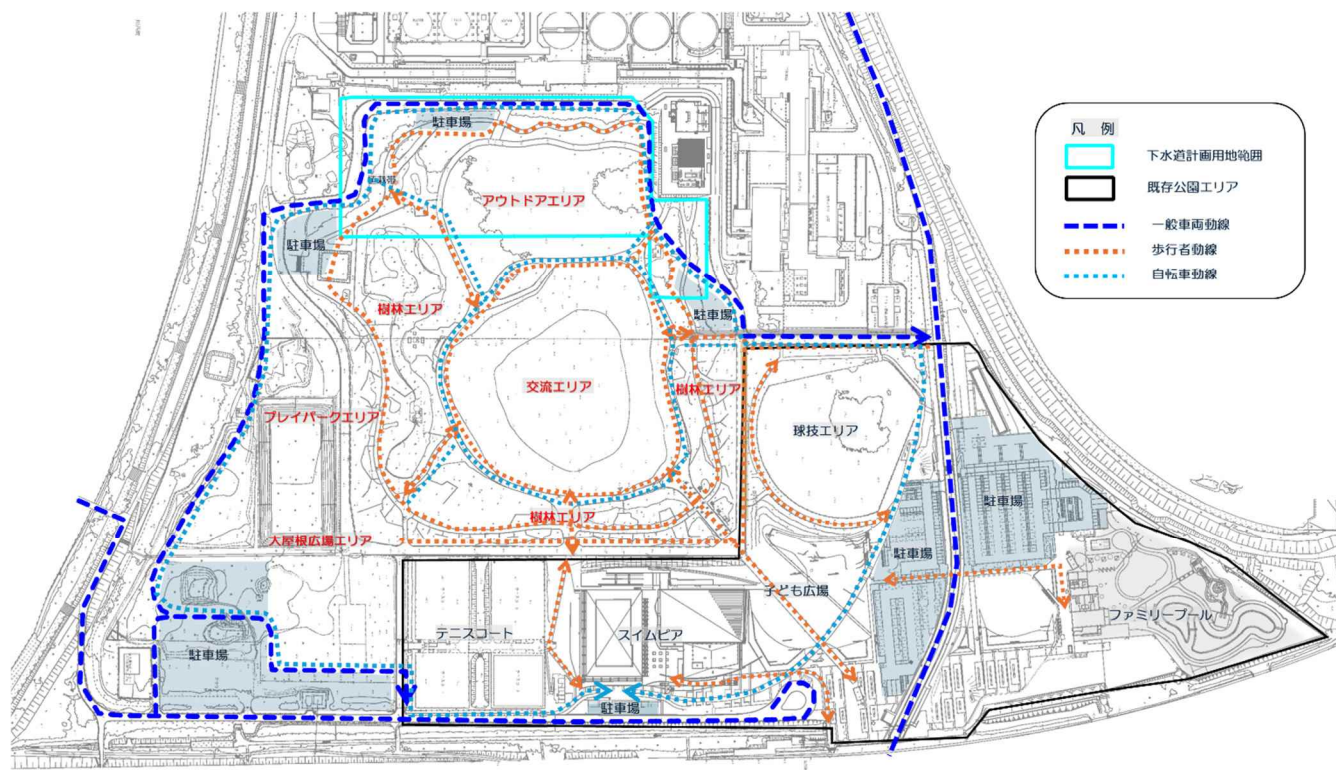 凡 例
下水道計画用地範囲
既存公園エリア
一般車両動線
歩行者動線
自転車動線
駐車場
アウトドアエリア
駐車場
樹林エリア
駐車場
交流エリア
樹林エリア
プレイパークエリア
球技エリア
駐車場
樹林エリア
大屋根広場エリア
駐車場
子ども広場
ファミリープール
テニスコート
スイムピア
駐車場
駐車場